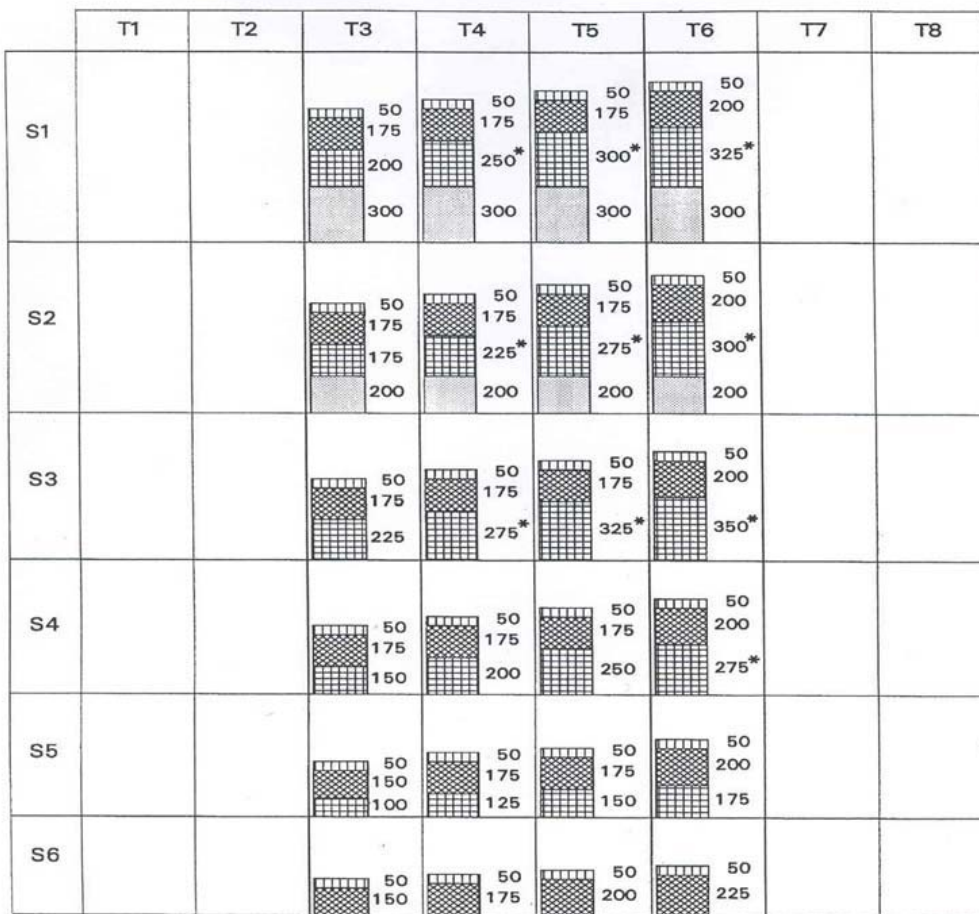 T1 T2 T3 T4 T5 T6 T7 T8
S1
50 50 50 50
175 175 175 200
200 250* 300* 325*
300 300 300 300
S2
50 50 50 50
175 175 175 200
175 225* 275* 300*
200 200 200 200
S3
50 50 50 50
175 175 175 200
225 275* 325* 350*
S4
50 50 50 50
175 175 175 200
150 200 250 275*
S5
50 50 50 50
150 175 175 200
100 125 150 175
S6
50 50 50 50
150 175 200 225